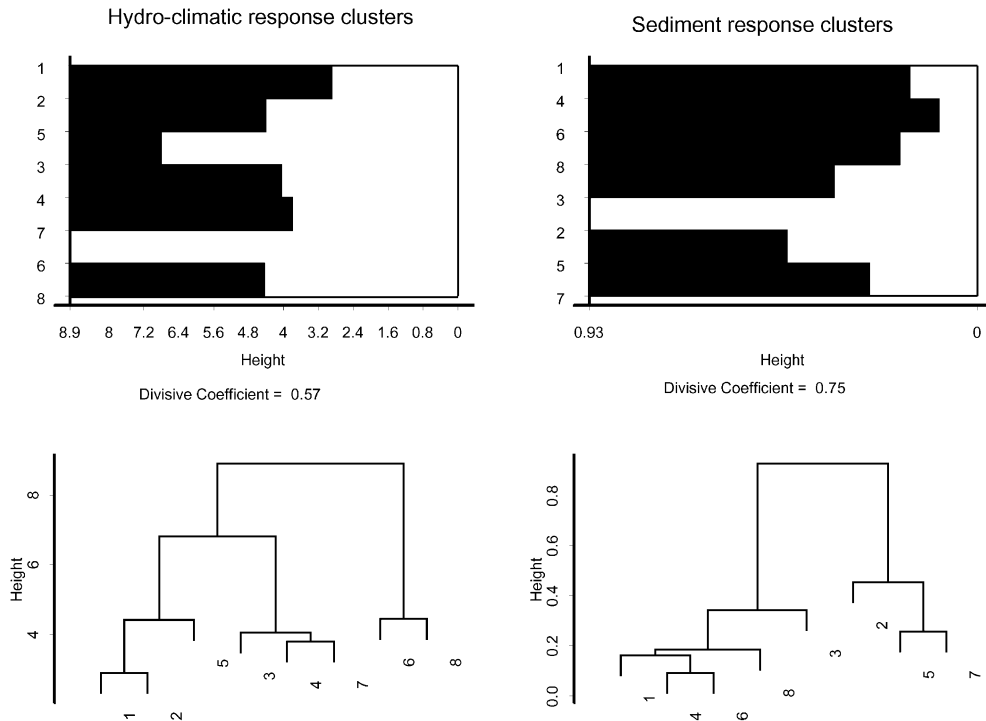 Hydro-climatic response clusters
1
2
5
3
4
7
6
8
8.9 8 7.2 6.4 5.6 4.8 4 3.2 2.4 1.6 0.8 0
Height
Divisive Coefficient = 0.57
Sediment response clusters
1
4
6
8
3
2
5
7
0.93 0
Height
Divisive Coefficient = 0.75
Height
8
6
4
1 2 5 3 4 7 6 8
Height
0.8
0.6
0.4
0.2
0.0
1 4 6 8 3 2 5 7